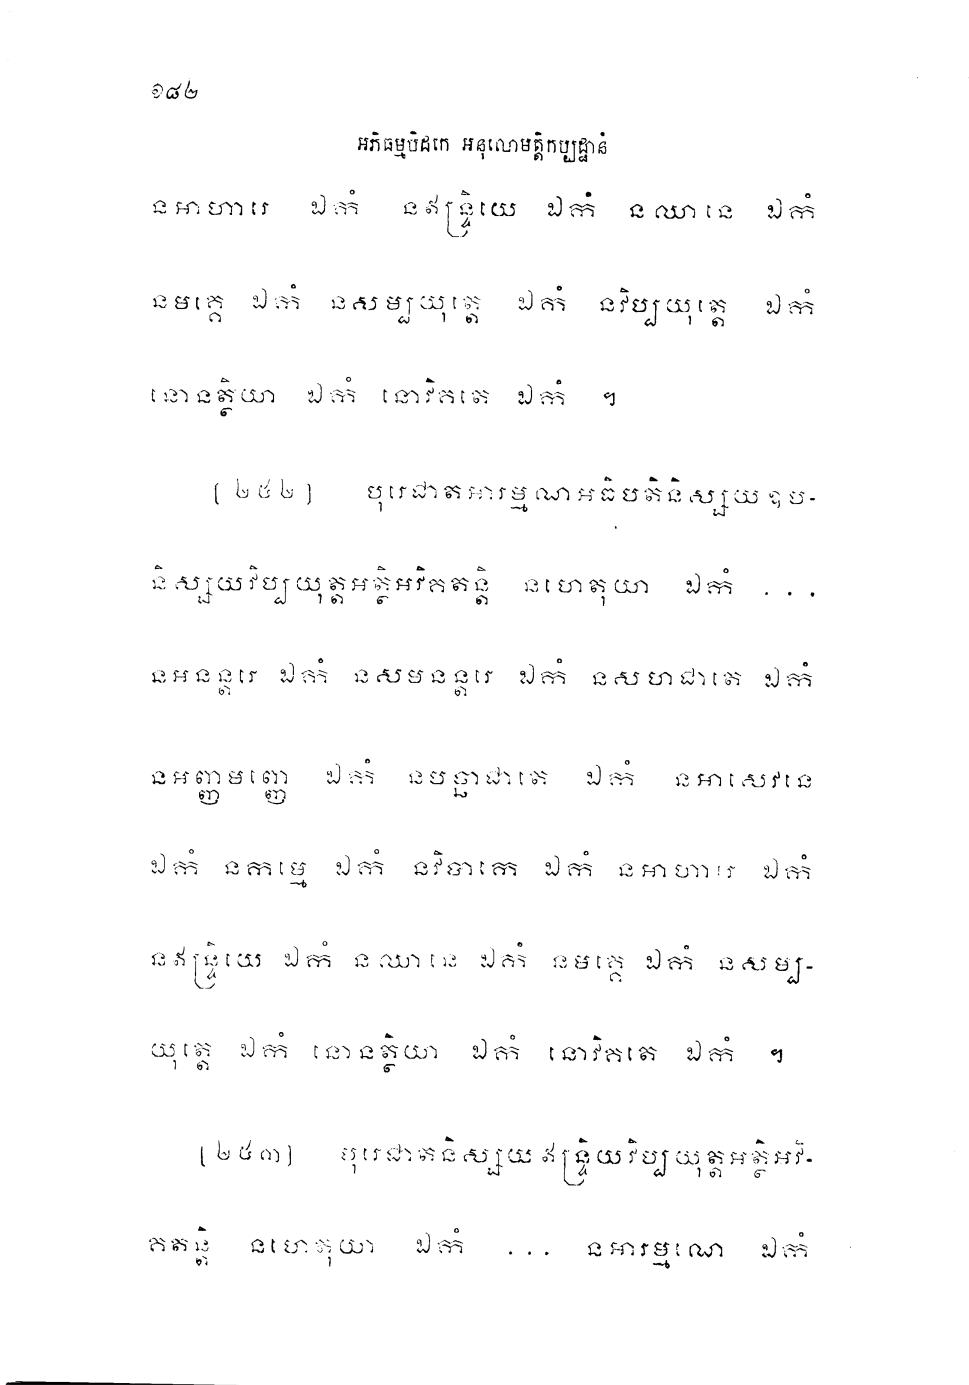 ១៨២
អភិធម្មបិដកេ អនុលោមត្តិកប្បដ្ឋានំ
នអាហារេ ឯកំ នឥន្ទ្រិយេ ឯកំ នឈានេ ឯកំ
នមគ្គេ ឯកំ នសម្បយុត្តេ ឯកំ នវិប្បយុត្តេ ឯកំ
នោនត្ថិយា ឯកំ នោវិគតេ ឯកំ ។
(២៥២) បុរេជាតអារម្មណអធិបតិនិស្សយឧប-
និស្សយវិប្បយុត្តអត្ថិអវិគតន្តិ នហេតុយា ឯកំ ...
នអនន្តរេ ឯកំ នសមនន្តរេ ឯកំ នសហជាតេ ឯកំ
នអញ្ញមញ្ញេ ឯកំ នបច្ឆាជាតេ ឯកំ នអាសេវនេ
ឯកំ នកម្មេ ឯកំ នវិបាកេ ឯកំ នអាហារេ ឯកំ
នឥន្ទ្រិយេ ឯកំ នឈានេ ឯកំ នមគ្គេ ឯកំ នសម្ប-
យុត្តេ ឯកំ នោនត្ថិយា ឯកំ នោវិគតេ ឯកំ ។
(២៥៣) បុរេជាតនិស្សយឥន្ទ្រិយវិប្បយុត្តអត្ថិអវិ-
គតន្តិ នហេតុយា ឯកំ ... នអារម្មណេ ឯកំ